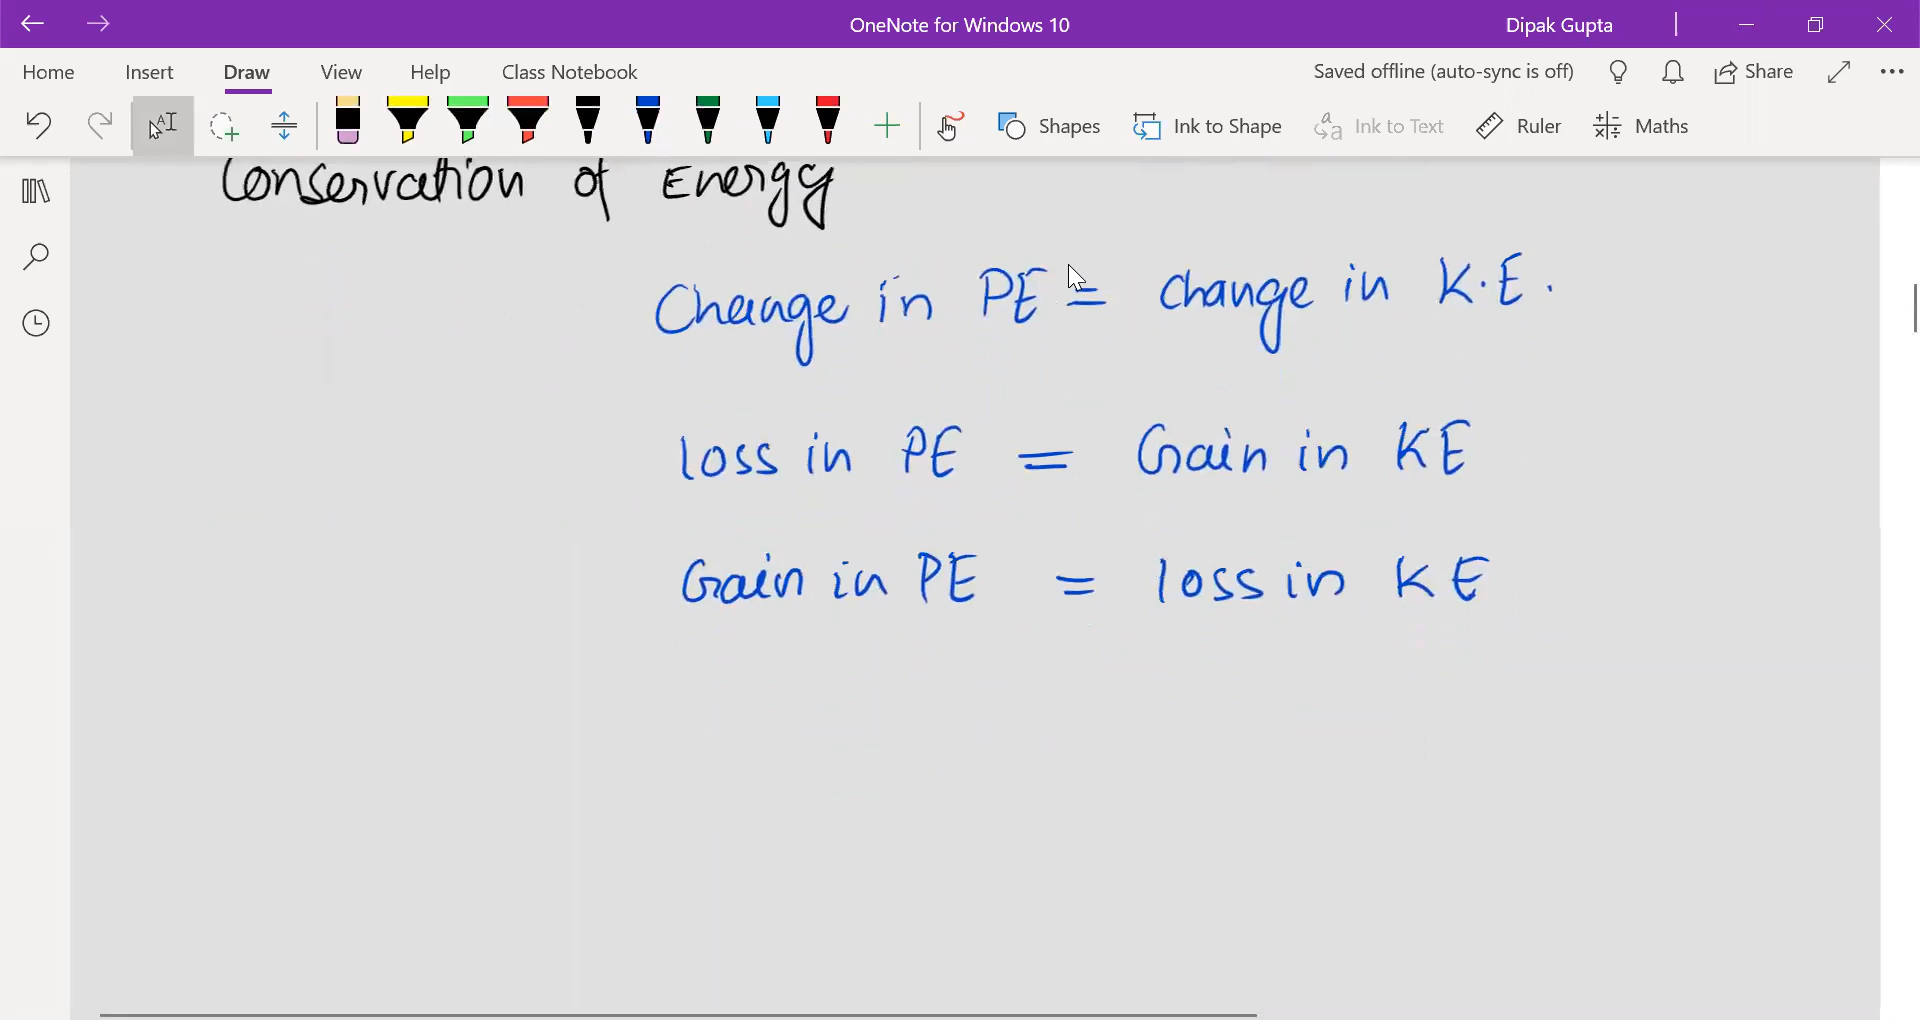 OneNote for Windows 10
Dipak Gupta
Home Insert Draw View Help Class Notebook
Saved offline (auto-sync is off) Share
Shapes Ink to Shape Ink to Text Ruler Maths
Conservation of Energy
Change in PE = change in K.E.
loss in PE = Gain in KE
Gain in PE = loss in KE